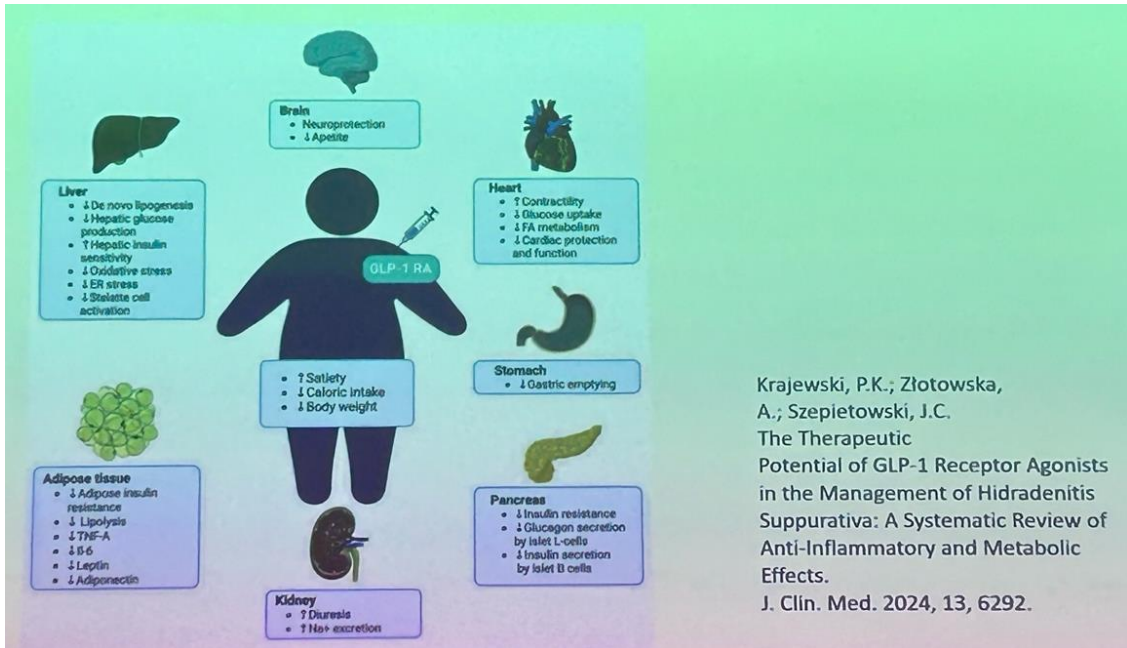 Brain
• Neuroprotection
• ↓ Apetite
Liver
• ↓ De novo lipogenesis
• ↓ Hepatic glucose
production
• ↑ Hepatic insulin
sensitivity
• ↓ Oxidative stress
• ↓ ER stress
• ↓ Stelatte cell
activation
Heart
• ↑ Contractility
• ↓ Glucose uptake
• ↓ FA metabolism
• ↓ Cardiac protection
and function
GLP-1 RA
• ↑ Satiety
• ↓ Caloric intake
• ↓ Body weight
Stomach
• ↓ Gastric emptying
Adipose tissue
• ↓ Adipose insulin
resistance
• ↓ Lipolysis
• ↓ TNF-A
• ↓ Il-6
• ↓ Leptin
• ↓ Adiponectin
Pancreas
• ↓ Insulin resistance
• ↓ Glucogon secretion
by islet L-cells
• ↓ Insulin secretion
by islet B cells
Kidney
• ↑ Diuresis
• ↑ Na+ excretion
Krajewski, P.K.; Złotowska,
A.; Szepietowski, J.C.
The Therapeutic
Potential of GLP-1 Receptor Agonists
in the Management of Hidradenitis
Suppurativa: A Systematic Review of
Anti-Inflammatory and Metabolic
Effects.
J. Clin. Med. 2024, 13, 6292.